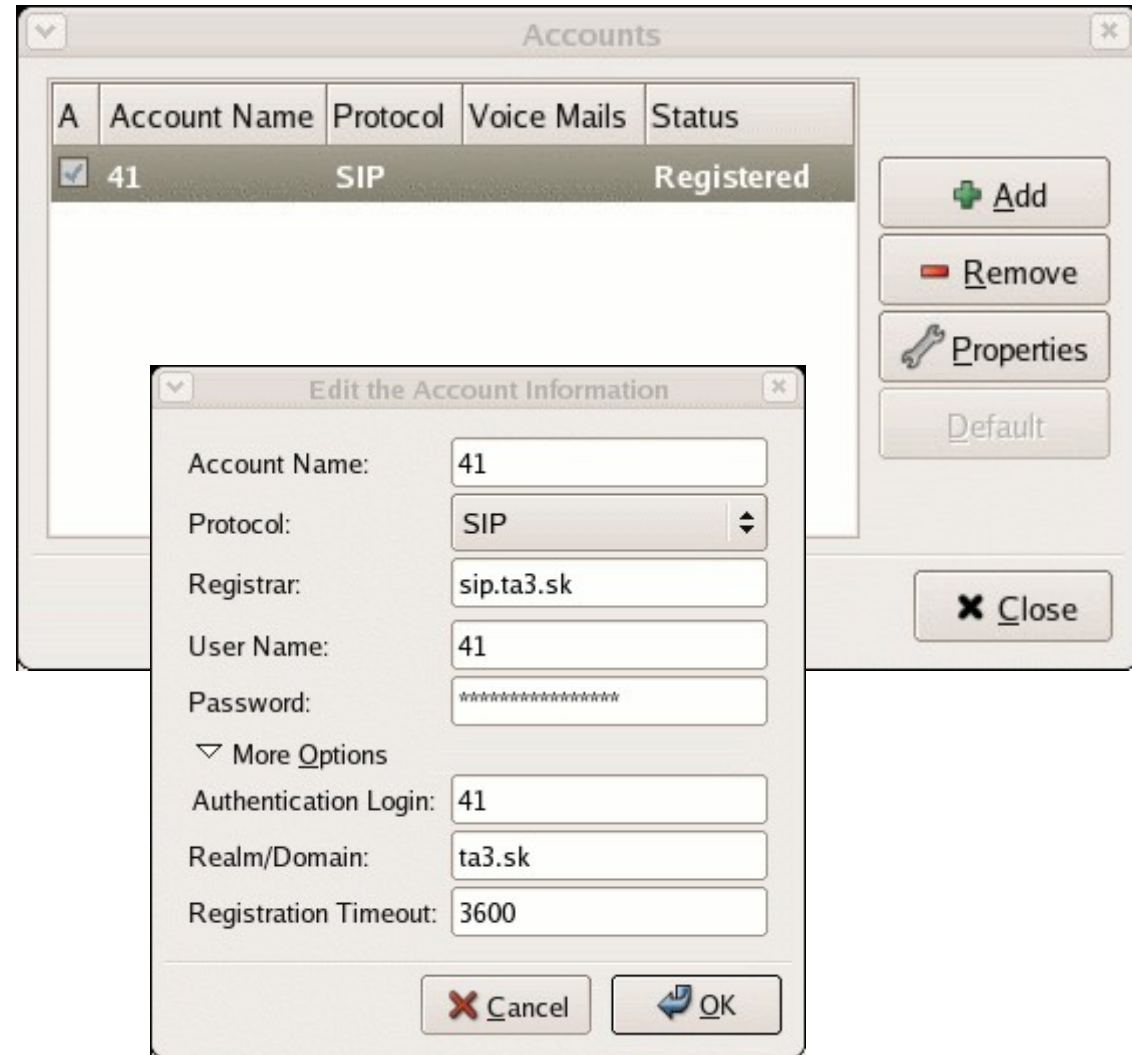 Accounts
A Account Name Protocol Voice Mails Status
41 SIP Registered
Add
Remove
Properties
Default
Close
Edit the Account Information
Account Name: 41
Protocol: SIP
Registrar: sip.ta3.sk
User Name: 41
Password: ****************
More Options
Authentication Login: 41
Realm/Domain: ta3.sk
Registration Timeout: 3600
Cancel OK